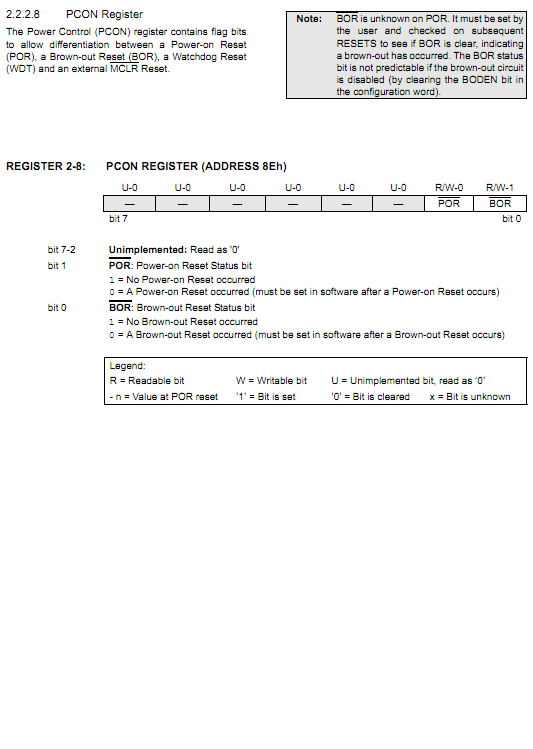 2.2.2.8 PCON Register
The Power Control (PCON) register contains flag bits
to allow differentiation between a Power-on Reset
(POR), a Brown-out Reset (BOR), a Watchdog Reset
(WDT) and an external MCLR Reset.
Note: BOR is unknown on POR. It must be set by
the user and checked on subsequent
RESETS to see if BOR is clear, indicating
a brown-out has occurred. The BOR status
bit is not predictable if the brown-out circuit
is disabled (by clearing the BODEN bit in
the configuration word).
REGISTER 2-8: PCON REGISTER (ADDRESS 8Eh)
U-0 U-0 U-0 U-0 U-0 U-0 R/W-0 R/W-1
— — — — — — POR BOR
bit 7 bit 0
bit 7-2 Unimplemented: Read as '0'
bit 1 POR: Power-on Reset Status bit
1 = No Power-on Reset occurred
0 = A Power-on Reset occurred (must be set in software after a Power-on Reset occurs)
bit 0 BOR: Brown-out Reset Status bit
1 = No Brown-out Reset occurred
0 = A Brown-out Reset occurred (must be set in software after a Brown-out Reset occurs)
Legend:
R = Readable bit W = Writable bit U = Unimplemented bit, read as '0'
- n = Value at POR reset '1' = Bit is set '0' = Bit is cleared x = Bit is unknown